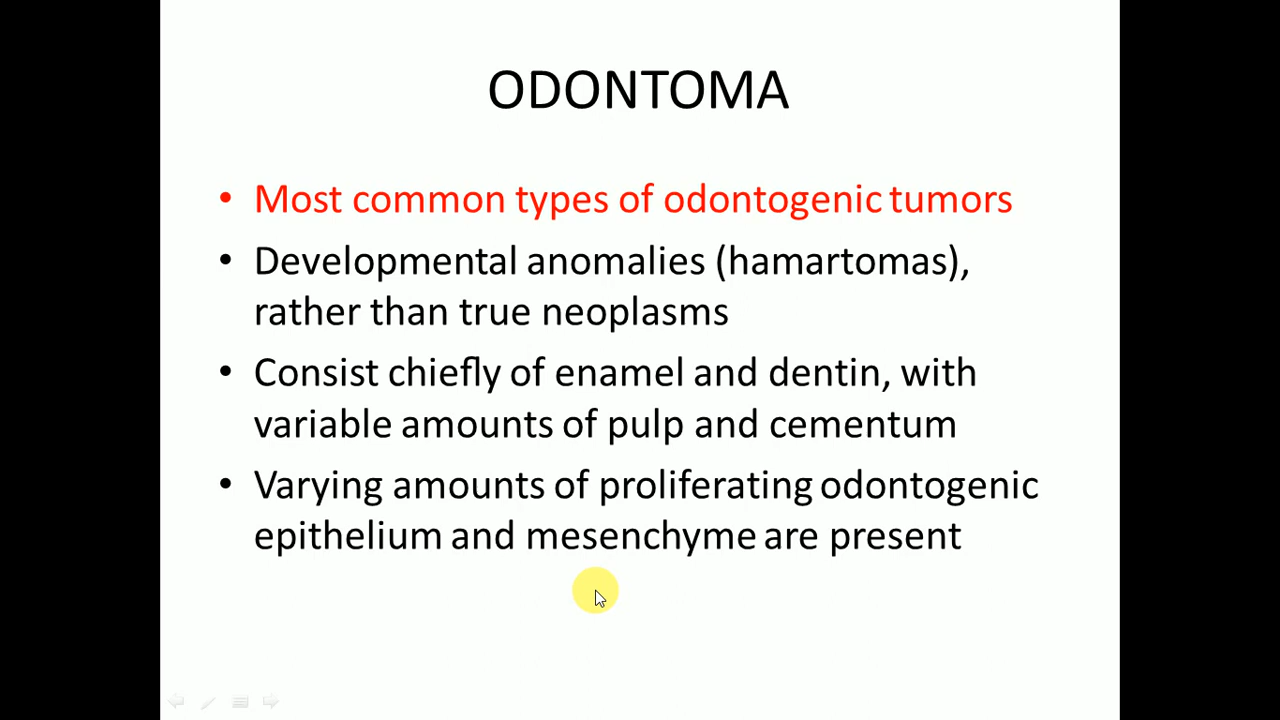 ODONTOMA
• Most common types of odontogenic tumors
• Developmental anomalies (hamartomas),
rather than true neoplasms
• Consist chiefly of enamel and dentin, with
variable amounts of pulp and cementum
• Varying amounts of proliferating odontogenic
epithelium and mesenchyme are present